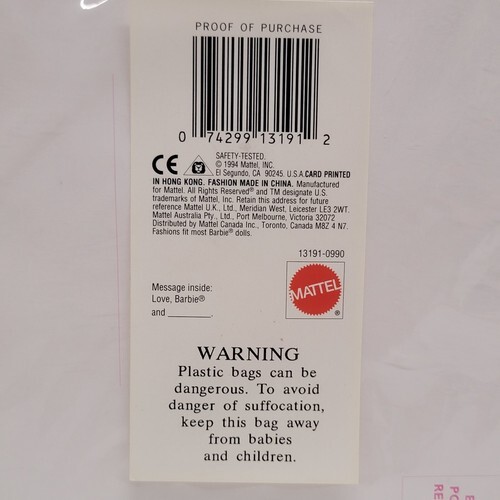 PROOF OF PURCHASE
0 74299 13191 2
CE
SAFETY-TESTED.
© 1994 Mattel, INC.
El Segundo, CA 90245. U.S.A. CARD PRINTED
IN HONG KONG. FASHION MADE IN CHINA. Manufactured
for Mattel. All Rights Reserved® and TM designate U.S.
trademarks of Mattel, Inc. Retain this address for future
reference Mattel U.K., Ltd., Meridian West, Leicester LE3 2WT.
Mattel Australia Pty., Ltd., Port Melbourne, Victoria 32072
Distributed by Mattel Canada Inc., Toronto, Canada M8Z 4 N7.
Fashions fit most Barbie® dolls.
13191-0990
Message inside:
Love, Barbie®
and ________.
MATTEL
®
WARNING
Plastic bags can be
dangerous. To avoid
danger of suffocation,
keep this bag away
from babies
and children.